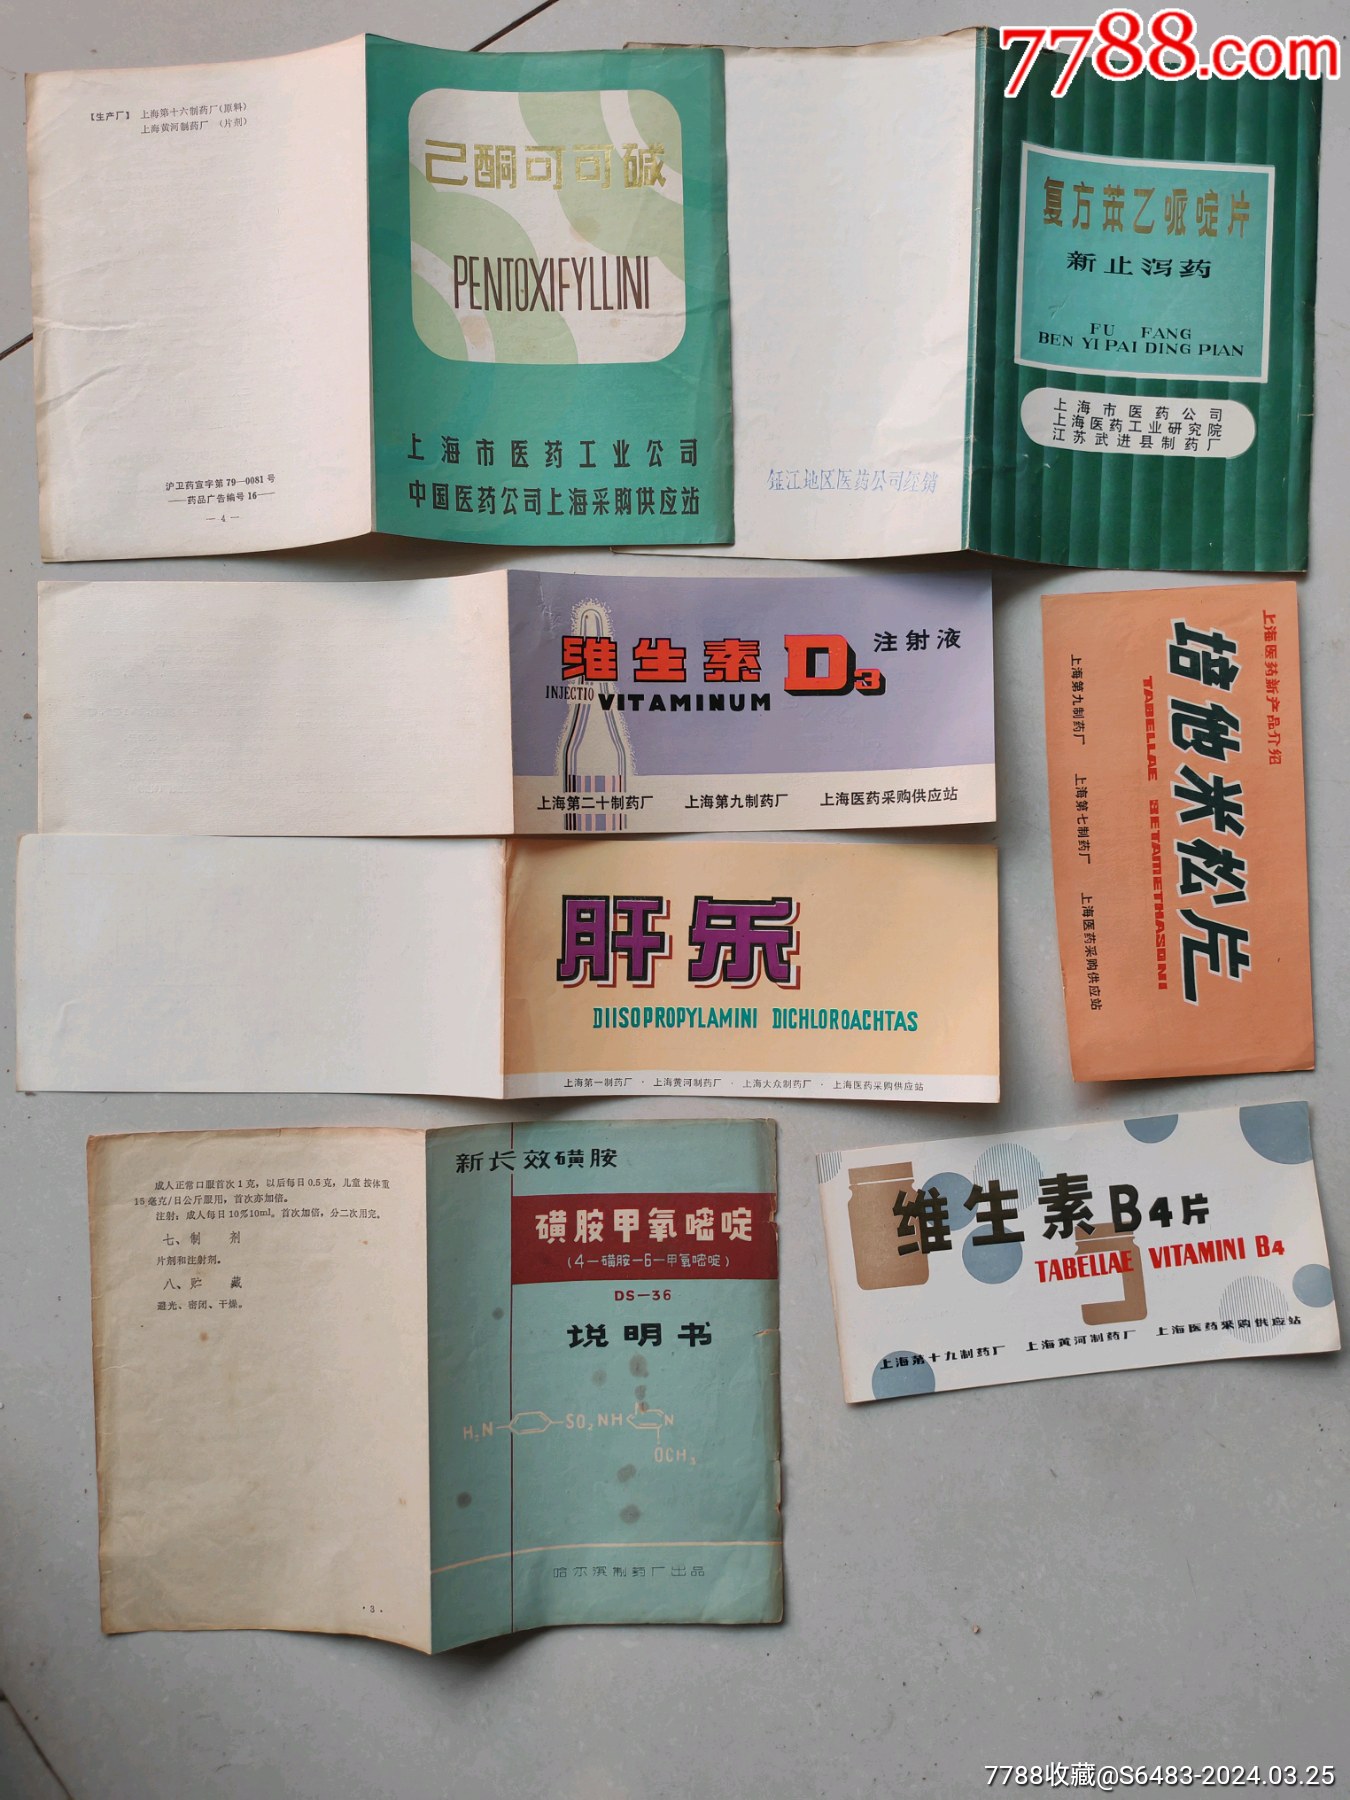 7788.com
【生产厂】 上海第十六制药厂(原料)
上海黄河制药厂 (片剂)
沪卫药宣字第 79—0081 号
——药品广告编号 16——
— 4 —
己酮可可碱
PENTOXIFYLLINI
上海市医药工业公司
中国医药公司上海采购供应站
复方苯乙哌啶片
新止泻药
FU FANG
BEN YI PAI DING PIAN
上海市医药公司
上海医药工业研究院
江苏武进县制药厂
地区医药公司经销
维生素D3 注射液
INJECTIO VITAMINUM
上海第二十制药厂 上海第九制药厂 上海医药采购供应站
上海医药新产品介绍
培他米松片
TABELLAE BETAMETHASONI
上海第九制药厂 上海第七制药厂 上海医药采购供应站
肝乐
DIISOPROPYLAMINI DICHLOROACHTAS
上海第一制药厂 · 上海黄河制药厂 · 上海大众制药厂 · 上海医药采购供应站
成人正常口服首次 1 克, 以后每日 0.5 克, 儿童按体重
15 毫克/日公斤服用, 首次亦加倍。
注射: 成人每日 10% 10ml。首次加倍, 分二次用完。
七、制 剂
片剂和注射剂。
八、贮 藏
避光、密闭、干燥。
· 3 ·
新长效磺胺
磺胺甲氧嘧啶
(4—磺胺—6—甲氧嘧啶)
DS—36
说明书
H2N SO2NH N N
OCH3
哈尔滨制药厂出品
维生素B4片
TABELLAE VITAMINI B4
上海第十九制药厂 上海黄河制药厂 上海医药采购供应站
7788收藏@S6483-2024.03.25